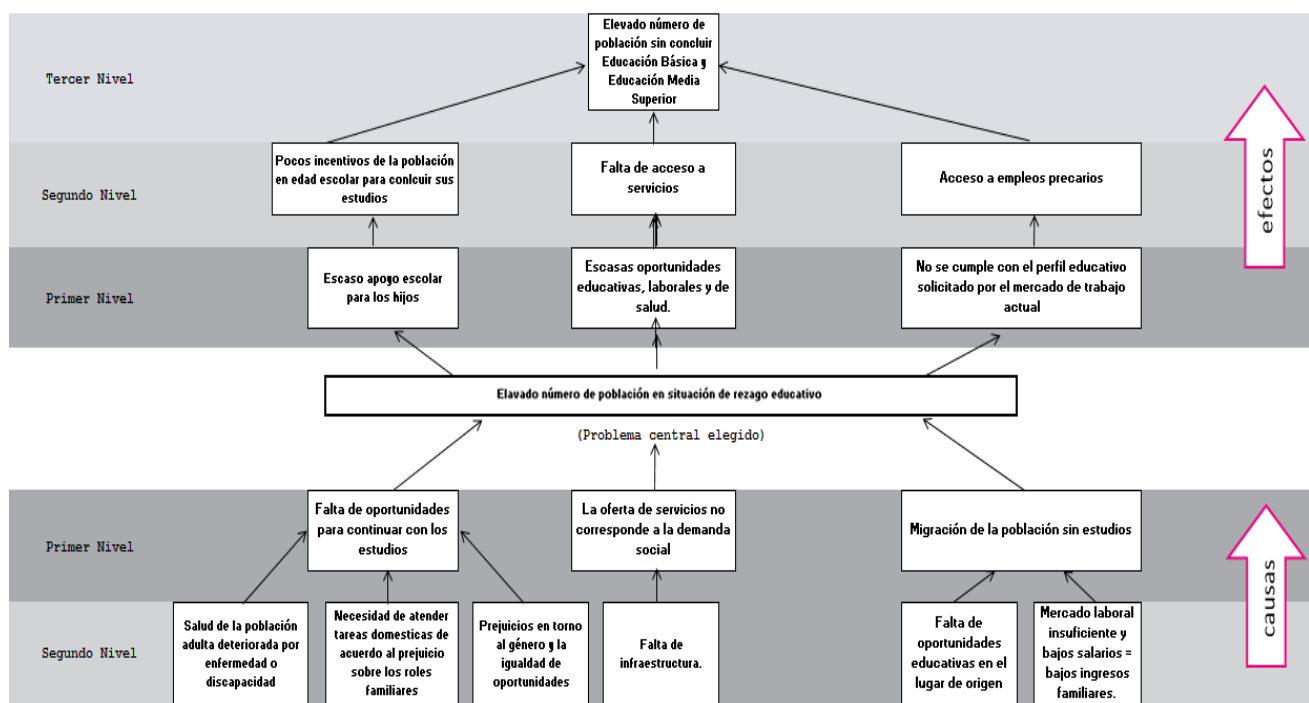 Elevado número de
población sin concluir
Educación Básica y
Educación Media
Superior
Tercer Nivel
Pocos incentivos de la población
en edad escolar para conlcuir sus
estudios
Falta de acceso a
servicios
Acceso a empleos precarios
Segundo Nivel
efectos
Escaso apoyo escolar
para los hijos
Escasas oportunidades
educativas, laborales y de
salud.
No se cumple con el perfil educativo
solicitado por el mercado de trabajo
actual
Primer Nivel
Elavado número de población en situación de rezago educativo
(Problema central elegido)
Falta de oportunidades
para continuar con los
estudios
La oferta de servicios no
corresponde a la demanda
social
Migración de la población sin estudios
Primer Nivel
causas
Salud de la población
adulta deteriorada por
enfermedad o
discapacidad
Necesidad de atender
tareas domesticas de
acuerdo al prejuicio
sobre los roles
familiares
Prejuicios en torno
al género y la
igualdad de
oportunidades
Falta de
infraestructura.
Falta de
oportunidades
educativas en el
lugar de origen
Mercado laboral
insuficiente y
bajos salarios =
bajos ingresos
familiares.
Segundo Nivel